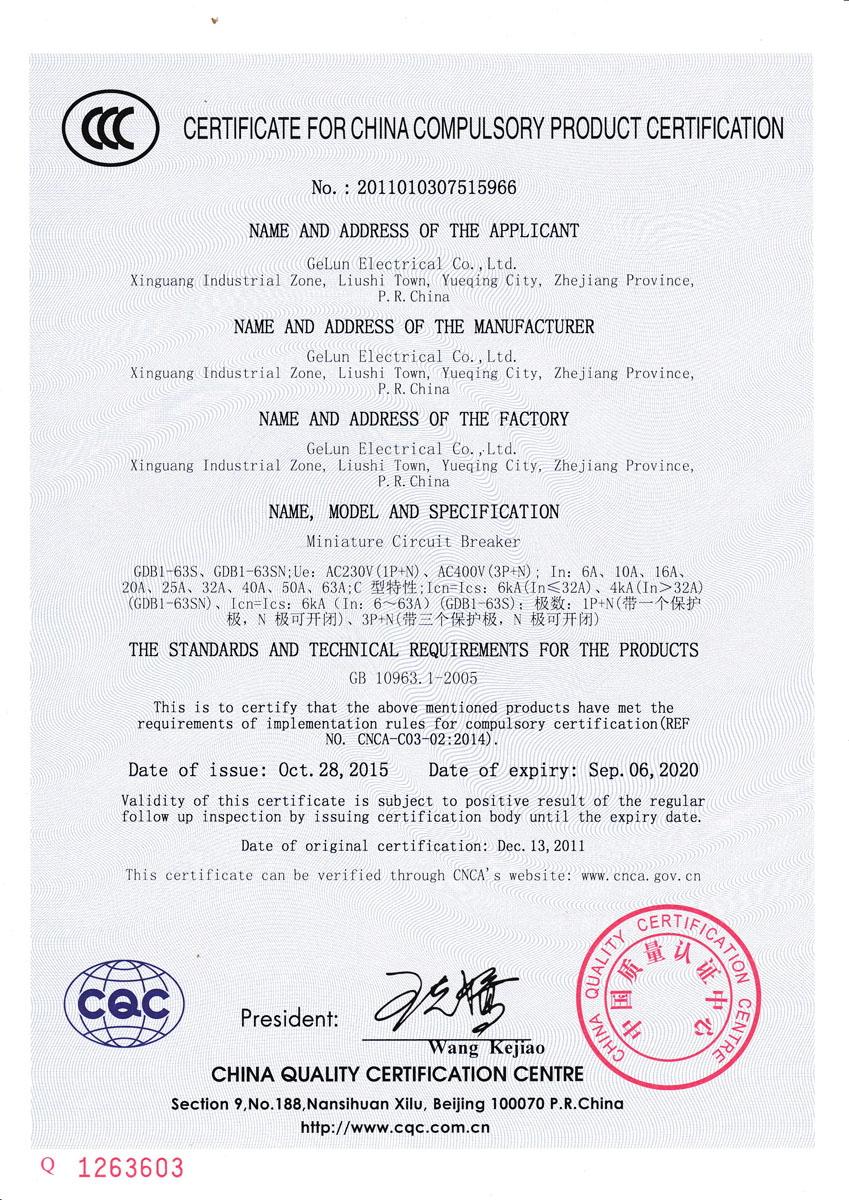 CERTIFICATE FOR CHINA COMPULSORY PRODUCT CERTIFICATION
No.: 2011010307515966
NAME AND ADDRESS OF THE APPLICANT
GeLun Electrical Co.,Ltd.
Xinguang Industrial Zone, Liushi Town, Yueqing City, Zhejiang Province,
P.R.China
NAME AND ADDRESS OF THE MANUFACTURER
GeLun Electrical Co.,Ltd.
Xinguang Industrial Zone, Liushi Town, Yueqing City, Zhejiang Province,
P.R.China
NAME AND ADDRESS OF THE FACTORY
GeLun Electrical Co.,Ltd.
Xinguang Industrial Zone, Liushi Town, Yueqing City, Zhejiang Province,
P.R.China
NAME, MODEL AND SPECIFICATION
Miniature Circuit Breaker
GDB1-63S、GDB1-63SN;Ue: AC230V(1P+N)、AC400V(3P+N); In: 6A、10A、16A、
20A、25A、32A、40A、50A、63A;C 型特性;Icn=Ics: 6kA(In≤32A)、4kA(In>32A)
(GDB1-63SN)、Icn=Ics: 6kA (In: 6~63A) (GDB1-63S); 极数: 1P+N(带一个保护
极, N 极可开闭)、3P+N(带三个保护极, N 极可开闭)
THE STANDARDS AND TECHNICAL REQUIREMENTS FOR THE PRODUCTS
GB 10963.1-2005
This is to certify that the above mentioned products have met the
requirements of implementation rules for compulsory certification(REF
NO. CNCA-C03-02:2014).
Date of issue: Oct.28,2015 Date of expiry: Sep.06,2020
Validity of this certificate is subject to positive result of the regular
follow up inspection by issuing certification body until the expiry date.
Date of original certification: Dec.13,2011
This certificate can be verified through CNCA's website: www.cnca.gov.cn
CHINA QUALITY CERTIFICATION CENTRE
中国质量认证中心
CQC
President:
王克娇
Wang Kejiao
CHINA QUALITY CERTIFICATION CENTRE
Section 9,No.188,Nansihuan Xilu, Beijing 100070 P.R.China
http://www.cqc.com.cn
Q 1263603